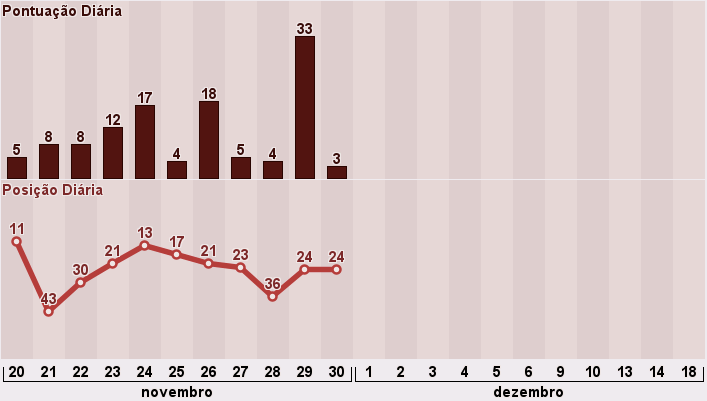 Pontuação Diária
5 8 8 12 17 4 18 5 4 33 3
Posição Diária
11 43 30 21 13 17 21 23 36 24 24
20 21 22 23 24 25 26 27 28 29 30 1 2 3 4 5 6 9 10 13 14 18
novembro dezembro